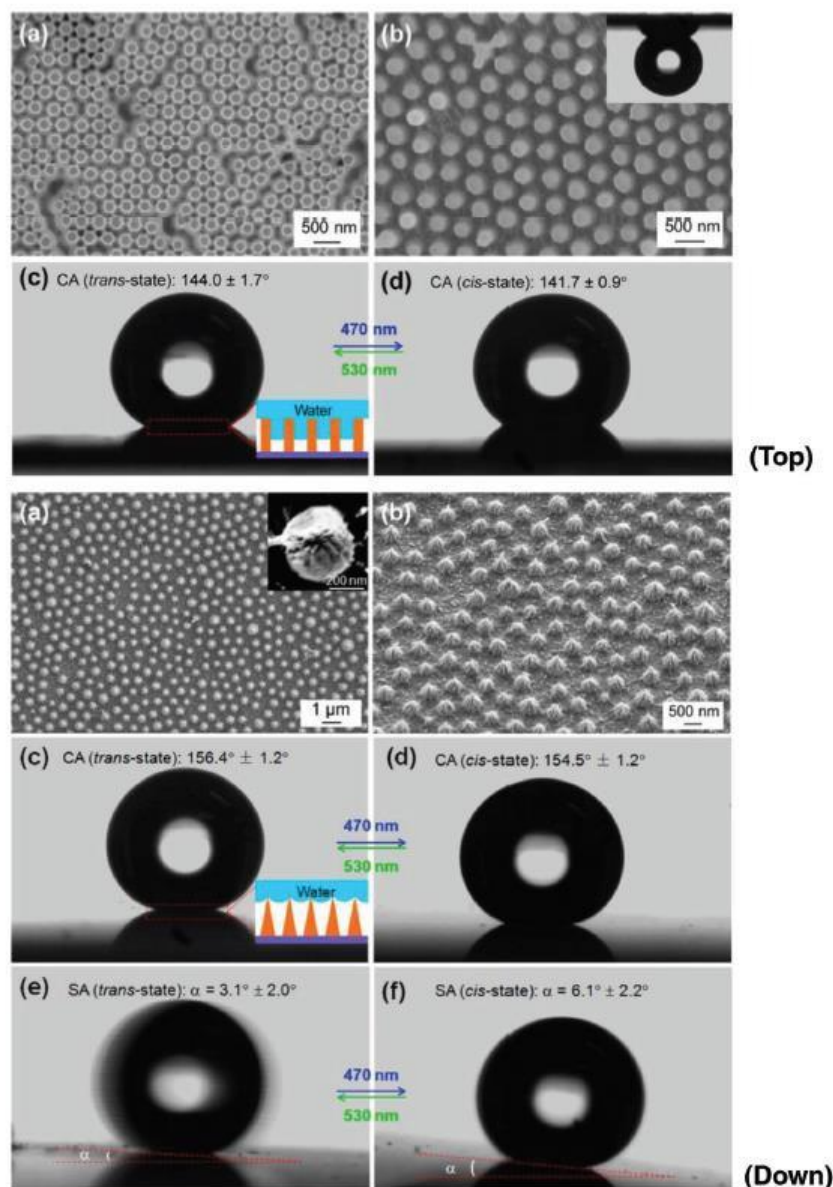 (a)
500 nm
(b)
500 nm
(c) CA (trans-state): 144.0 ± 1.7°
Water
470 nm
530 nm
(d) CA (cis-state): 141.7 ± 0.9°
(Top)
(a)
200 nm
1 μm
(b)
500 nm
(c) CA (trans-state): 156.4° ± 1.2°
Water
470 nm
530 nm
(d) CA (cis-state): 154.5° ± 1.2°
(e) SA (trans-state): α = 3.1° ± 2.0°
α
470 nm
530 nm
(f) SA (cis-state): α = 6.1° ± 2.2°
α
(Down)